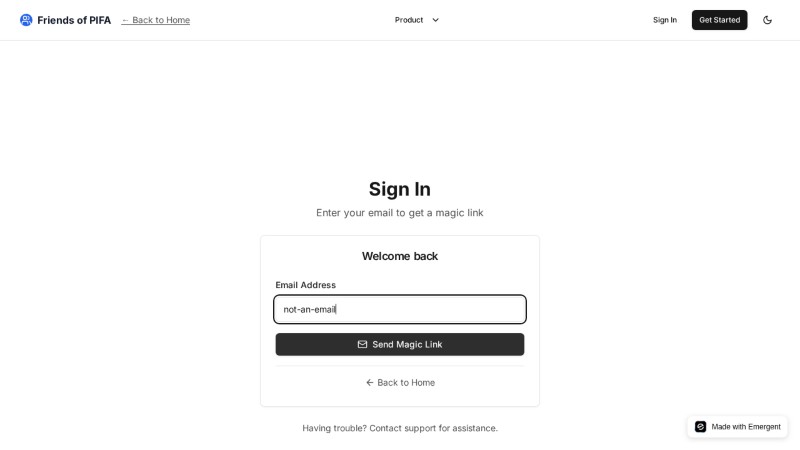 Friends of PIFA
← Back to Home
Product
Sign In
Get Started
Sign In
Enter your email to get a magic link
Welcome back
Email Address
not-an-email
Send Magic Link
← Back to Home
Having trouble? Contact support for assistance.
Made with Emergent